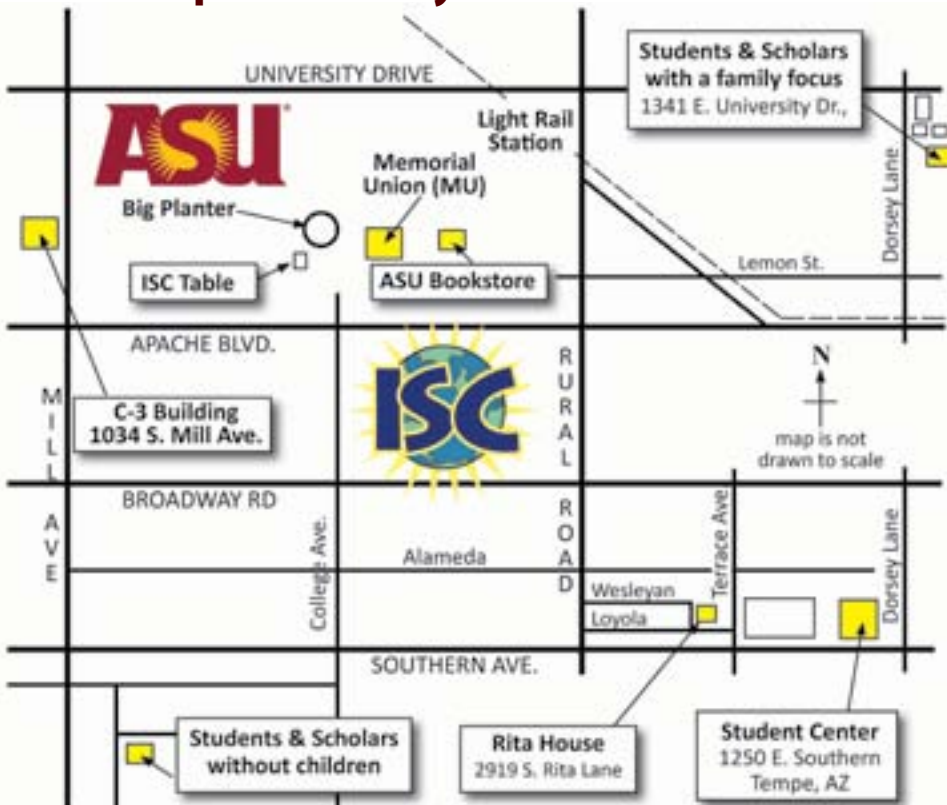 UNIVERSITY DRIVE
Students & Scholars
with a family focus
1341 E. University Dr.,
ASU
Light Rail
Station
Memorial
Union (MU)
Big Planter
Dorsey Lane
ISC Table
ASU Bookstore
Lemon St.
APACHE BLVD.
ISC
RURAL
ROAD
N
map is not
drawn to scale
MILL
AVE
C-3 Building
1034 S. Mill Ave.
BROADWAY RD
College Ave.
Alameda
Terrace Ave.
Dorsey Lane
Wesleyan
Loyola
SOUTHERN AVE.
Students & Scholars
without children
Rita House
2919 S. Rita Lane
Student Center
1250 E. Southern
Tempe, AZ